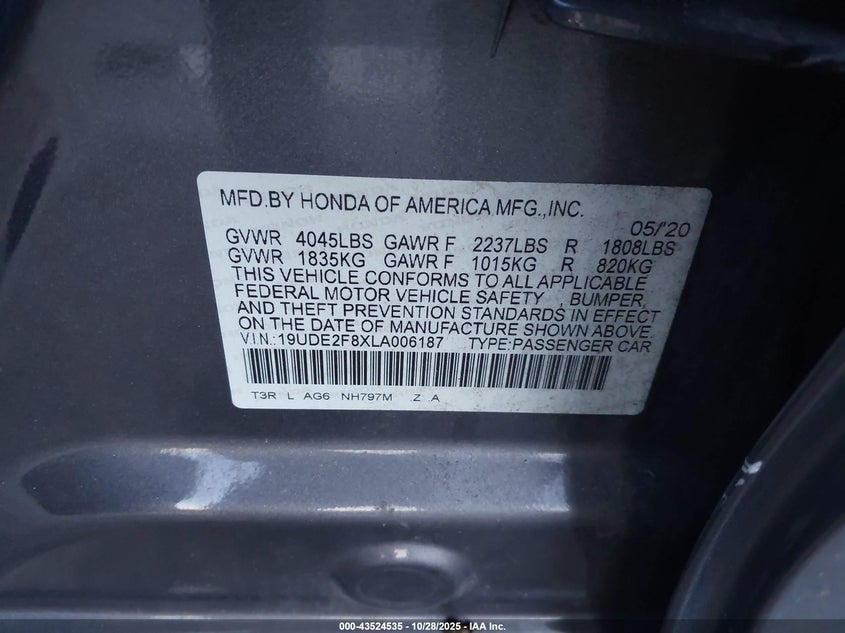 MFD.BY HONDA OF AMERICA MFG.,INC.
05/'20
GVWR 4045LBS GAWR F 2237LBS R 1808LBS
GVWR 1835KG GAWR F 1015KG R 820KG
THIS VEHICLE CONFORMS TO ALL APPLICABLE
FEDERAL MOTOR VEHICLE SAFETY , BUMPER,
AND THEFT PREVENTION STANDARDS IN EFFECT
ON THE DATE OF MANUFACTURE SHOWN ABOVE.
V.I.N.:19UDE2F8XLA006187 TYPE:PASSENGER CAR
T3R L AG6 NH797M .Z .A
000-43524535 - 10/28/2025 - IAA Inc.